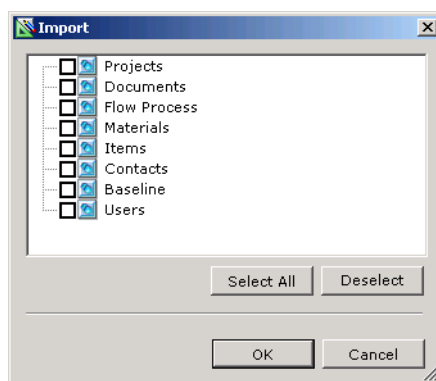 Import
Projects
Documents
Flow Process
Materials
Items
Contacts
Baseline
Users
Select All Deselect
OK Cancel